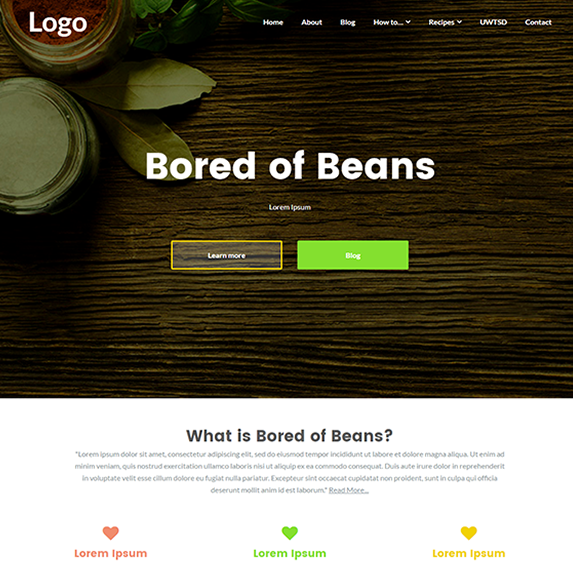 Logo
Home About Blog How to... Recipes UWTSD Contact
Bored of Beans
Lorem Ipsum
Learn more Blog
What is Bored of Beans?
"Lorem ipsum dolor sit amet, consectetur adipiscing elit, sed do eiusmod tempor incididunt ut labore et dolore magna aliqua. Ut enim ad
minim veniam, quis nostrud exercitation ullamco laboris nisi ut aliquip ex ea commodo consequat. Duis aute irure dolor in reprehenderit
in voluptate velit esse cillum dolore eu fugiat nulla pariatur. Excepteur sint occaecat cupidatat non proident, sunt in culpa qui officia
deserunt mollit anim id est laborum." Read More...
Lorem Ipsum Lorem Ipsum Lorem Ipsum